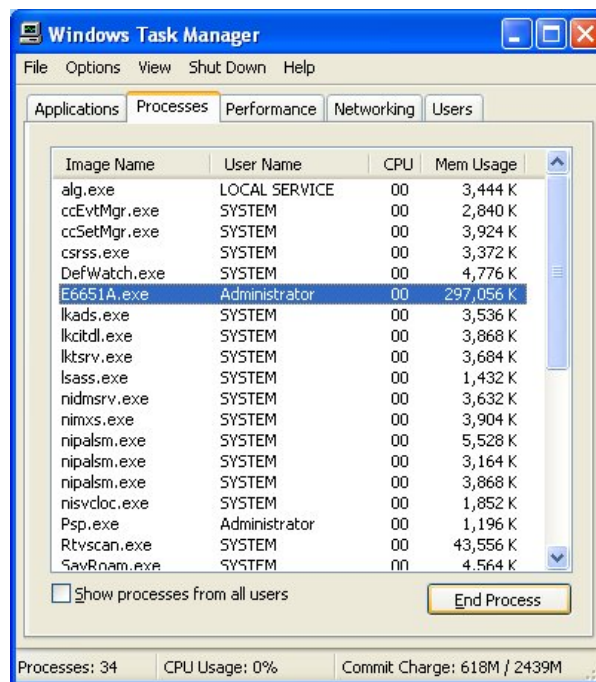 Windows Task Manager
File Options View Shut Down Help
Applications Processes Performance Networking Users
Image Name User Name CPU Mem Usage
alg.exe LOCAL SERVICE 00 3,444 K
ccEvtMgr.exe SYSTEM 00 2,840 K
ccSetMgr.exe SYSTEM 00 3,924 K
csrss.exe SYSTEM 00 3,372 K
DefWatch.exe SYSTEM 00 4,776 K
E6651A.exe Administrator 00 297,056 K
lkads.exe SYSTEM 00 3,536 K
lkcitdl.exe SYSTEM 00 3,868 K
lktsrv.exe SYSTEM 00 3,684 K
lsass.exe SYSTEM 00 1,432 K
nidmsrv.exe SYSTEM 00 3,632 K
nimxs.exe SYSTEM 00 3,904 K
nipalsm.exe SYSTEM 00 5,528 K
nipalsm.exe SYSTEM 00 3,164 K
nipalsm.exe SYSTEM 00 3,868 K
nisvcloc.exe SYSTEM 00 1,852 K
Psp.exe Administrator 00 1,196 K
Rtvscan.exe SYSTEM 00 43,556 K
SavRoam.exe SYSTEM 00 4,564 K
Show processes from all users
End Process
Processes: 34 CPU Usage: 0% Commit Charge: 618M / 2439M